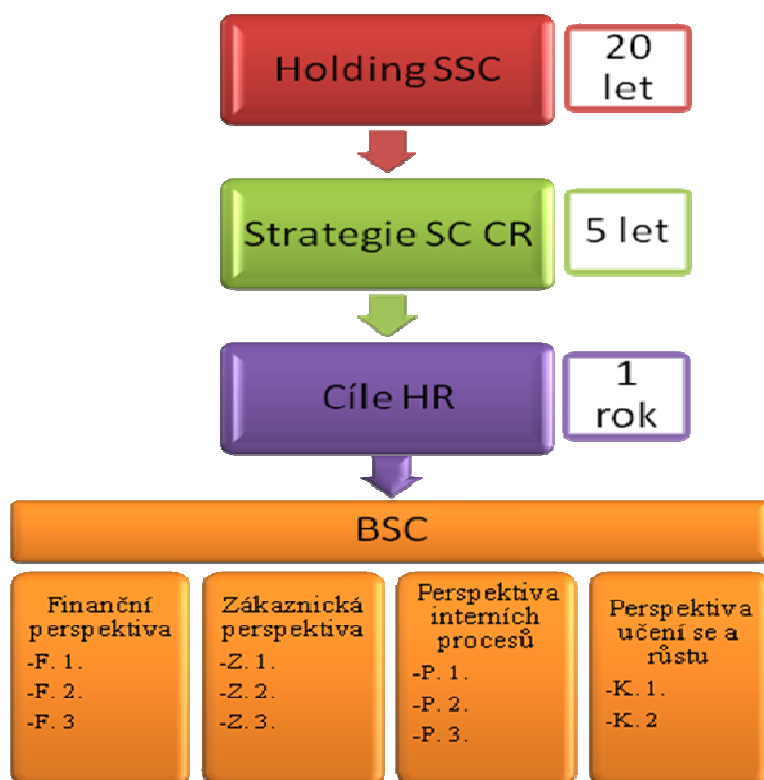 Holding SSC
20
let
Strategie SC CR
5 let
Cíle HR
1
rok
BSC
Finanční
perspektiva
-F. 1.
-F. 2.
-F. 3
Zákaznická
perspektiva
-Z. 1.
-Z. 2.
-Z. 3.
Perspektiva
interních
procesů
-P. 1.
-P. 2.
-P. 3.
Perspektiva
učení se a
růstu
-K. 1.
-K. 2